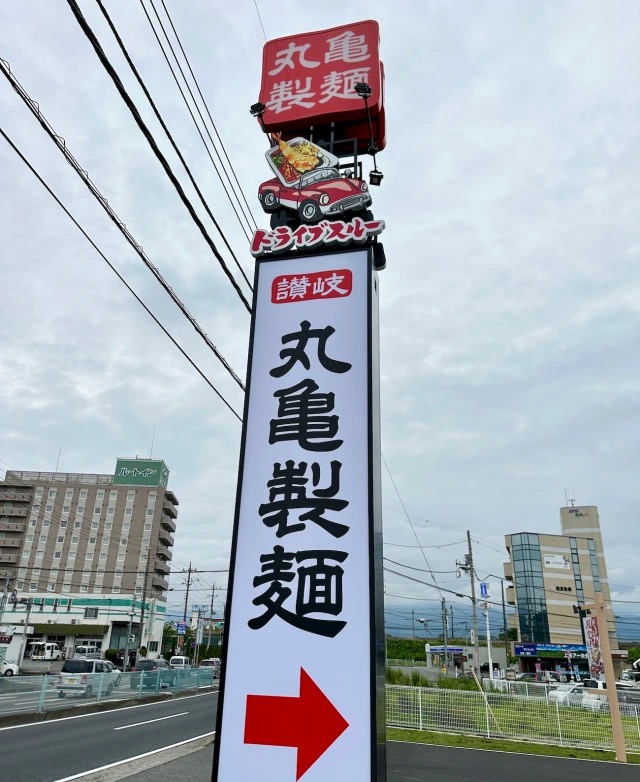 丸亀
製麺
ドライブスルー
讃岐
丸亀製麺
ルートイン